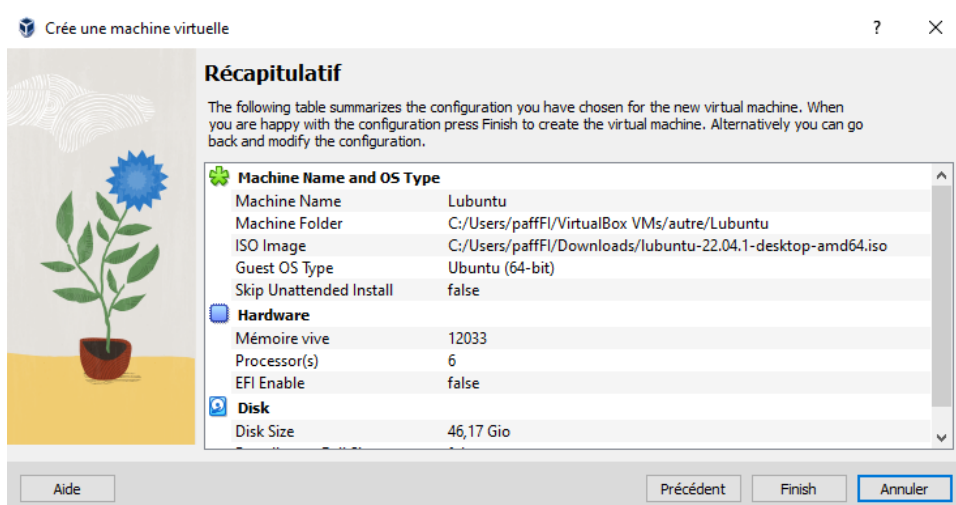 Crée une machine virtuelle ?
Récapitulatif
The following table summarizes the configuration you have chosen for the new virtual machine. When
you are happy with the configuration press Finish to create the virtual machine. Alternatively you can go
back and modify the configuration.
Machine Name and OS Type
Machine Name Lubuntu
Machine Folder C:/Users/paffFl/VirtualBox VMs/autre/Lubuntu
ISO Image C:/Users/paffFl/Downloads/lubuntu-22.04.1-desktop-amd64.iso
Guest OS Type Ubuntu (64-bit)
Skip Unattended Install false
Hardware
Mémoire vive 12033
Processor(s) 6
EFI Enable false
Disk
Disk Size 46,17 Gio
Aide Précédent Finish Annuler